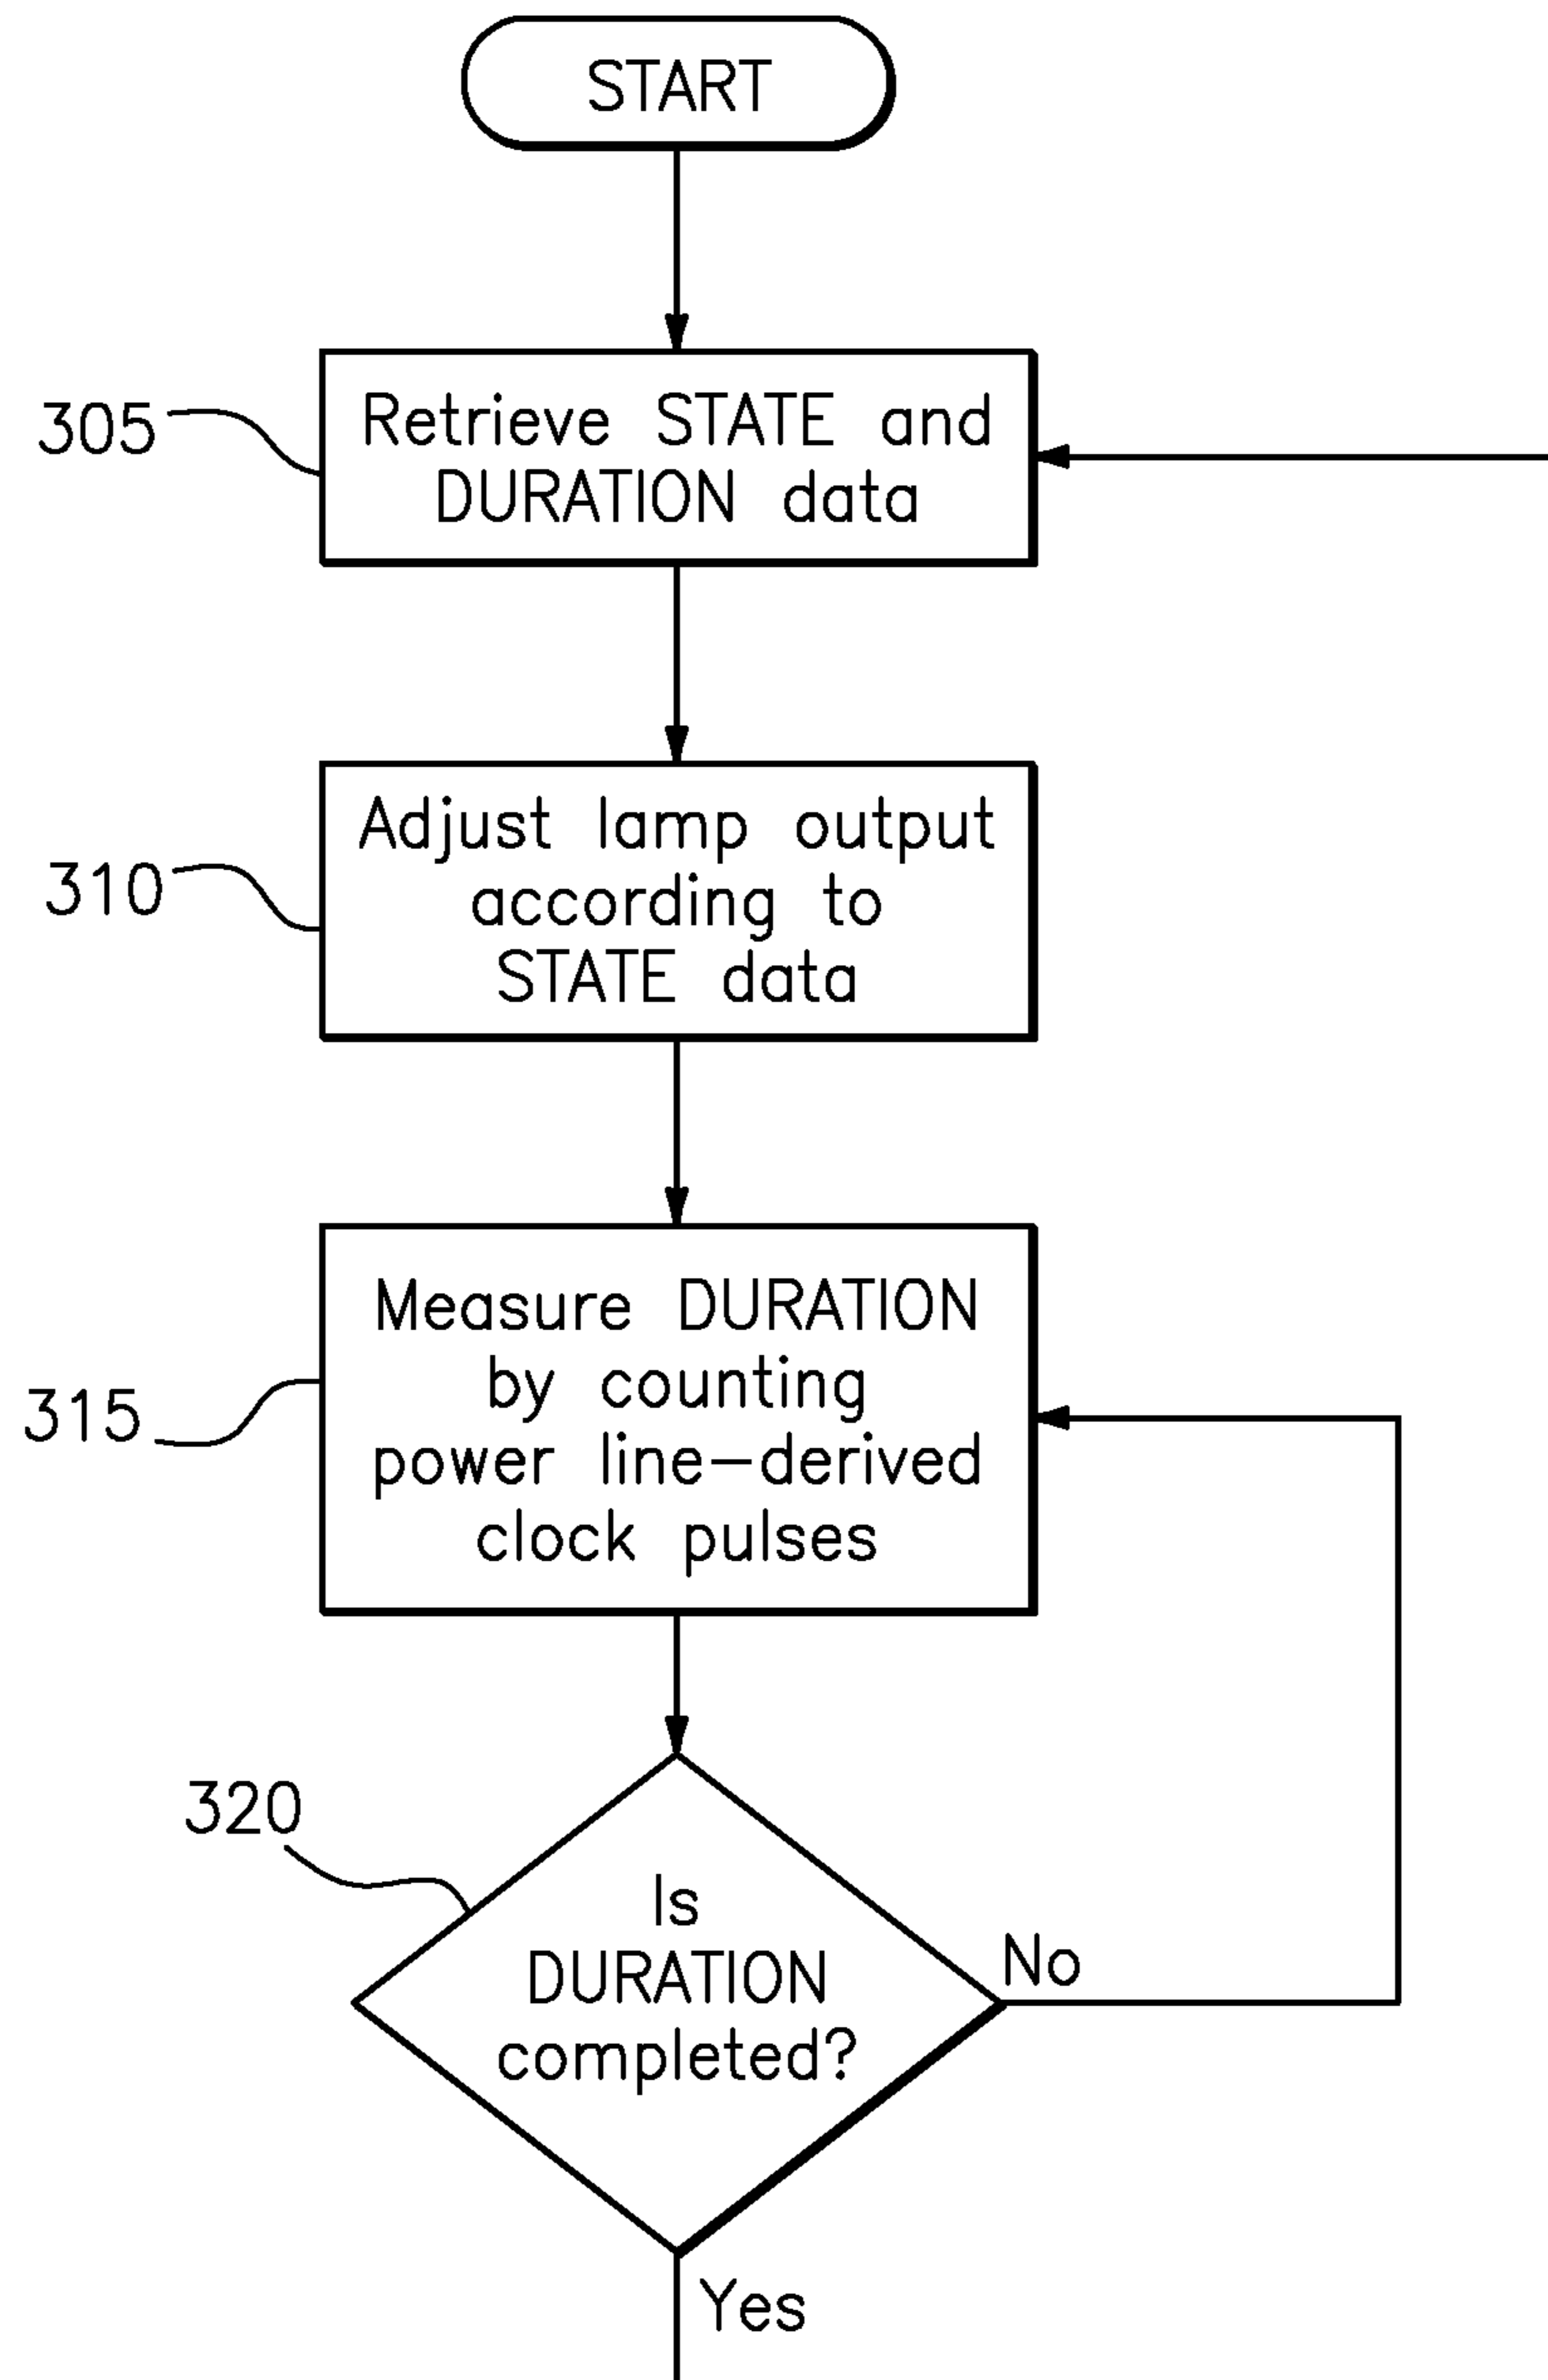 START
305
Retrieve STATE and
DURATION data
310
Adjust lamp output
according to
STATE data
315
Measure DURATION
by counting
power line-derived
clock pulses
320
Is
DURATION
completed?
No
Yes